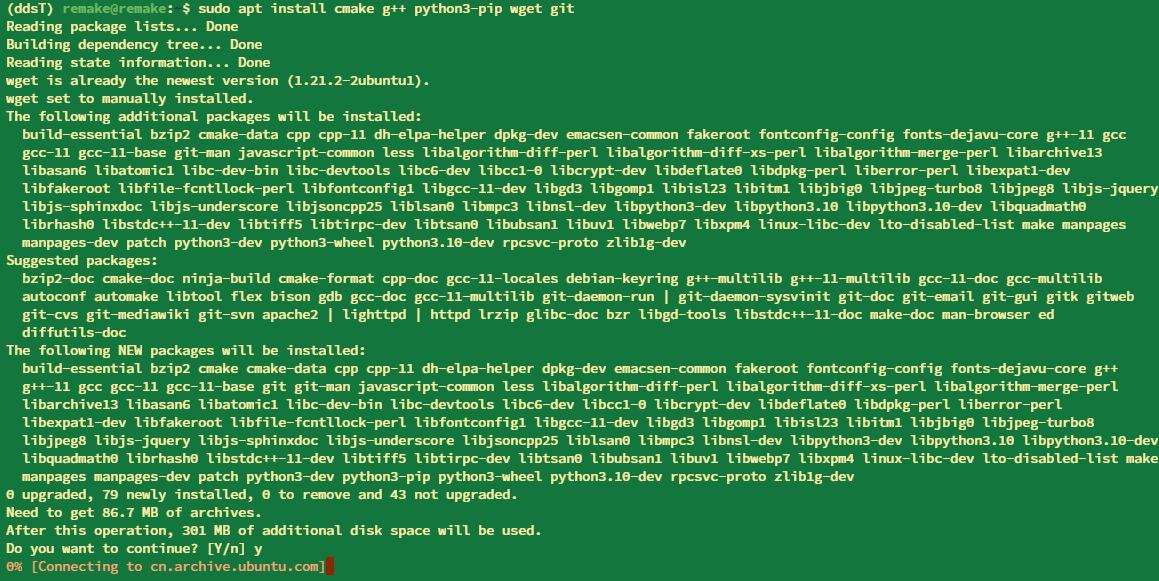 (ddsT) remake@remake:~$ sudo apt install cmake g++ python3-pip wget git
Reading package lists... Done
Building dependency tree... Done
Reading state information... Done
wget is already the newest version (1.21.2-2ubuntu1).
wget set to manually installed.
The following additional packages will be installed:
build-essential bzip2 cmake-data cpp cpp-11 dh-elpa-helper dpkg-dev emacsen-common fakeroot fontconfig-config fonts-dejavu-core g++-11 gcc
gcc-11 gcc-11-base git-man javascript-common less libalgorithm-diff-perl libalgorithm-diff-xs-perl libalgorithm-merge-perl libarchive13
libasan6 libatomic1 libc-dev-bin libc-devtools libc6-dev libcc1-0 libcrypt-dev libdeflate0 libdpkg-perl liberror-perl libexpat1-dev
libfakeroot libfile-fcntllock-perl libfontconfig1 libgcc-11-dev libgd3 libgomp1 libisl23 libitm1 libjbig0 libjpeg-turbo8 libjpeg8 libjs-jquery
libjs-sphinxdoc libjs-underscore libjsoncpp25 liblsan0 libmpc3 libnsl-dev libpython3-dev libpython3.10 libpython3.10-dev libquadmath0
librhash0 libstdc++-11-dev libtiff5 libtirpc-dev libtsan0 libubsan1 libuv1 libwebp7 libxpm4 linux-libc-dev lto-disabled-list make manpages
manpages-dev patch python3-dev python3-wheel python3.10-dev rpcsvc-proto zlib1g-dev
Suggested packages:
bzip2-doc cmake-doc ninja-build cmake-format cpp-doc gcc-11-locales debian-keyring g++-multilib g++-11-multilib gcc-11-doc gcc-multilib
autoconf automake libtool flex bison gdb gcc-doc gcc-11-multilib git-daemon-run | git-daemon-sysvinit git-doc git-email git-gui gitk gitweb
git-cvs git-mediawiki git-svn apache2 | lighttpd | httpd lrzip glibc-doc bzr libgd-tools libstdc++-11-doc make-doc man-browser ed
diffutils-doc
The following NEW packages will be installed:
build-essential bzip2 cmake cmake-data cpp cpp-11 dh-elpa-helper dpkg-dev emacsen-common fakeroot fontconfig-config fonts-dejavu-core g++
g++-11 gcc gcc-11 gcc-11-base git git-man javascript-common less libalgorithm-diff-perl libalgorithm-diff-xs-perl libalgorithm-merge-perl
libarchive13 libasan6 libatomic1 libc-dev-bin libc-devtools libc6-dev libcc1-0 libcrypt-dev libdeflate0 libdpkg-perl liberror-perl
libexpat1-dev libfakeroot libfile-fcntllock-perl libfontconfig1 libgcc-11-dev libgd3 libgomp1 libisl23 libitm1 libjbig0 libjpeg-turbo8
libjpeg8 libjs-jquery libjs-sphinxdoc libjs-underscore libjsoncpp25 liblsan0 libmpc3 libnsl-dev libpython3-dev libpython3.10 libpython3.10-dev
libquadmath0 librhash0 libstdc++-11-dev libtiff5 libtirpc-dev libtsan0 libubsan1 libuv1 libwebp7 libxpm4 linux-libc-dev lto-disabled-list make
manpages manpages-dev patch python3-dev python3-pip python3-wheel python3.10-dev rpcsvc-proto zlib1g-dev
0 upgraded, 79 newly installed, 0 to remove and 43 not upgraded.
Need to get 86.7 MB of archives.
After this operation, 301 MB of additional disk space will be used.
Do you want to continue? [Y/n] y
0% [Connecting to cn.archive.ubuntu.com]